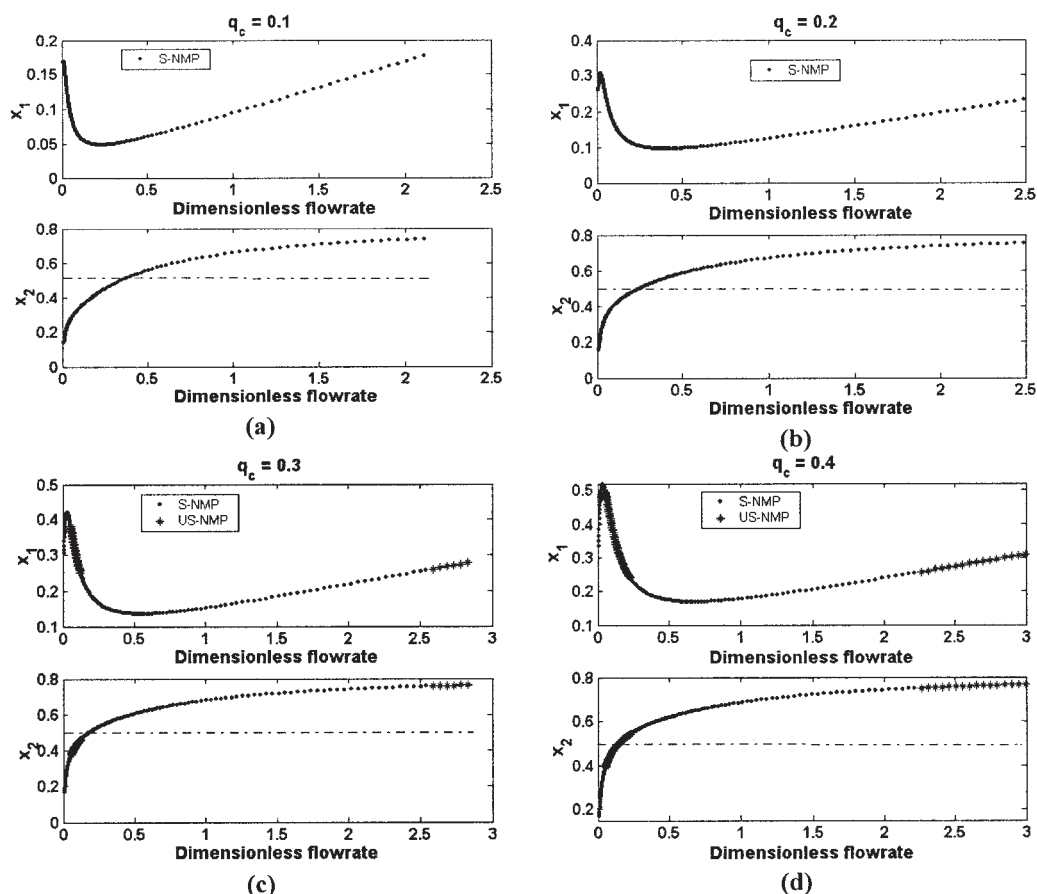 q_c = 0.1
0.2
0.15
0.1
0.05
0
x_1
S-NMP
0 0.5 1 1.5 2 2.5
Dimensionless flowrate
0.8
0.6
0.4
0.2
0
x_2
0 0.5 1 1.5 2 2.5
Dimensionless flowrate
(a)
q_c = 0.2
0.4
0.3
0.2
0.1
0
x_1
S-NMP
0 0.5 1 1.5 2 2.5
Dimensionless flowrate
0.8
0.6
0.4
0.2
0
x_2
0 0.5 1 1.5 2 2.5
Dimensionless flowrate
(b)
q_c = 0.3
0.5
0.4
0.3
0.2
0.1
x_1
S-NMP
US-NMP
0 0.5 1 1.5 2 2.5 3
Dimensionless flowrate
0.8
0.6
0.4
0.2
0
x_2
0 0.5 1 1.5 2 2.5 3
Dimensionless flowrate
(c)
q_c = 0.4
0.5
0.4
0.3
0.2
0.1
x_1
S-NMP
US-NMP
0 0.5 1 1.5 2 2.5 3
Dimensionless flowrate
0.8
0.6
0.4
0.2
x_2
0 0.5 1 1.5 2 2.5 3
Dimensionless flowrate
(d)